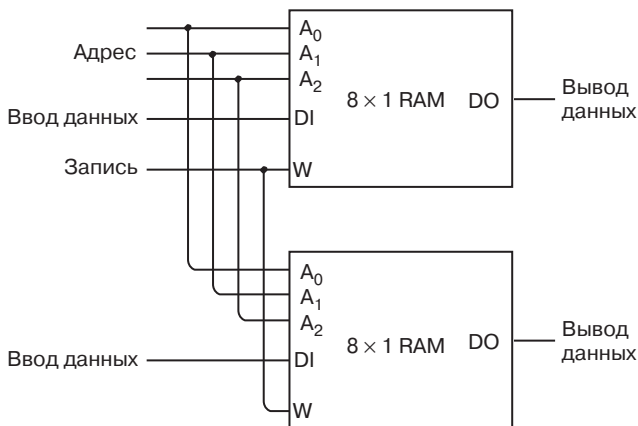 A₀
Адрес
A₁
A₂
8 × 1 RAM
DO
Вывод
данных
Ввод данных
DI
Запись
W
A₀
A₁
A₂
8 × 1 RAM
DO
Вывод
данных
Ввод данных
DI
W